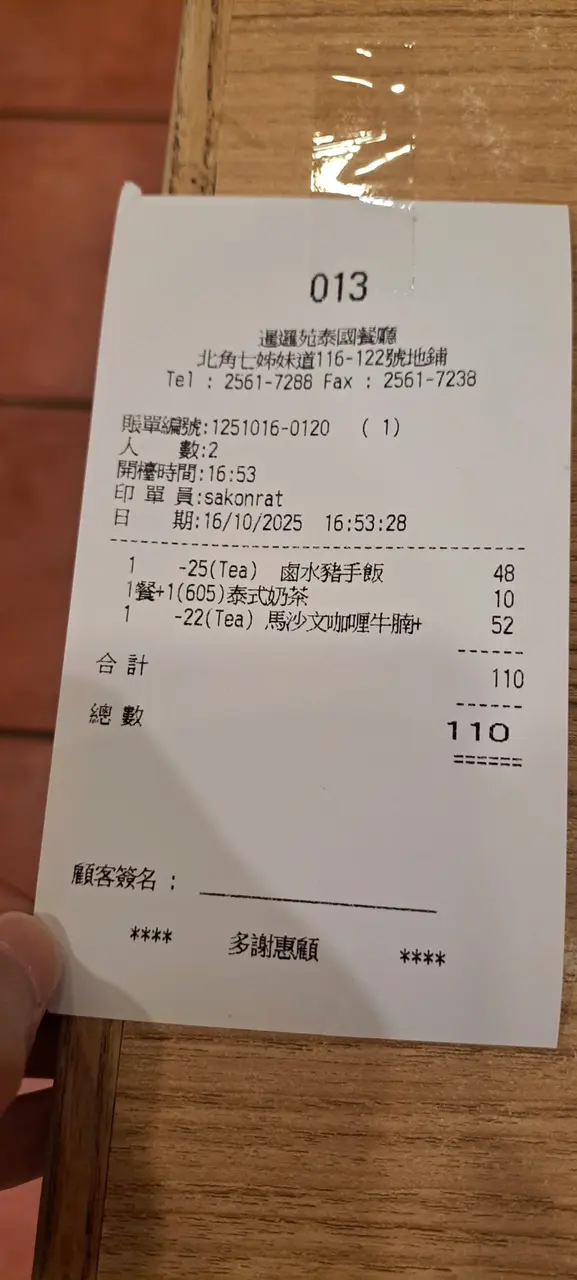 013
暹邏苑泰國餐廳
北角七姊妹道116-122號地鋪
Tel : 2561-7288 Fax : 2561-7238
賬單編號:1251016-0120 ( 1)
人 數:2
開檯時間:16:53
印 單 員:sakonrat
日 期:16/10/2025 16:53:28
1 -25(Tea) 鹵水豬手飯 48
1餐+1(605)泰式奶茶 10
1 -22(Tea) 馬沙文咖喱牛腩+ 52
合 計 110
總 數 110
顧客簽名 :
**** 多謝惠顧 ****